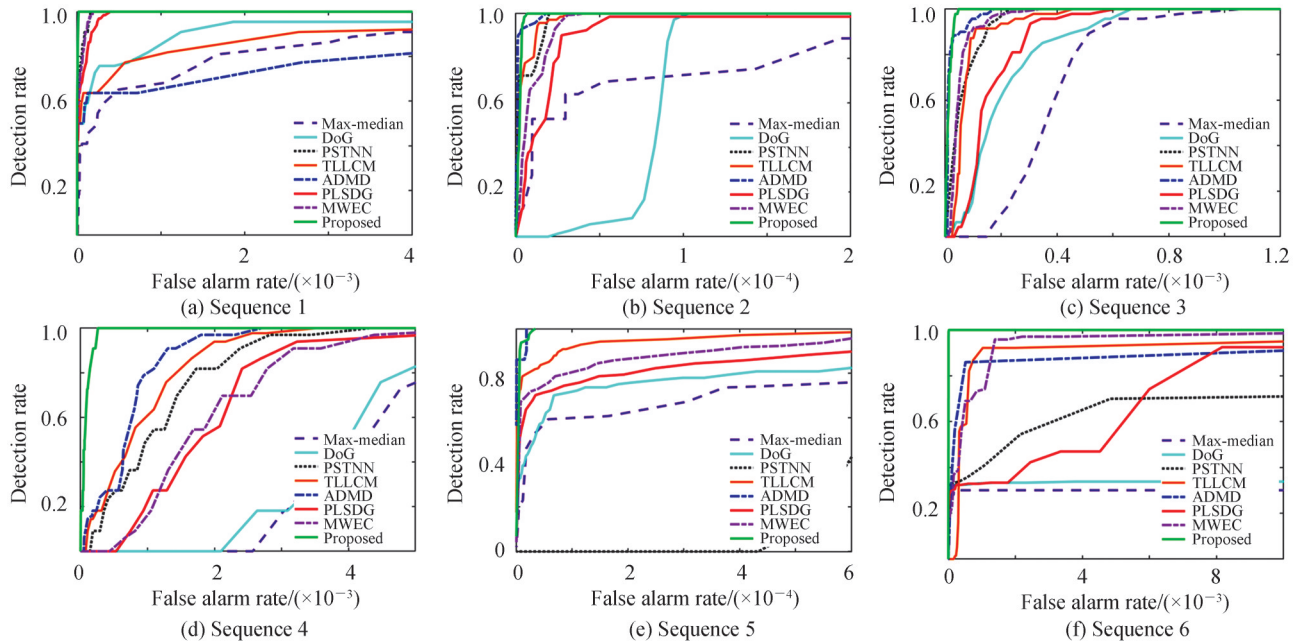 1.0
0.6
0.2
Detection rate
Max-median
DoG
PSTNN
TLLCM
ADMD
PLSDG
MWEC
Proposed
0
2
4
False alarm rate/(×10⁻³)
(a) Sequence 1
1.0
0.6
0.2
Detection rate
Max-median
DoG
PSTNN
TLLCM
ADMD
PLSDG
MWEC
Proposed
0
1
2
False alarm rate/(×10⁻⁴)
(b) Sequence 2
1.0
0.6
0.2
Detection rate
Max-median
DoG
PSTNN
TLLCM
ADMD
PLSDG
MWEC
Proposed
0
0.4
0.8
1.2
False alarm rate/(×10⁻³)
(c) Sequence 3
1.0
0.6
0.2
Detection rate
Max-median
DoG
PSTNN
TLLCM
ADMD
PLSDG
MWEC
Proposed
0
2
4
False alarm rate/(×10⁻³)
(d) Sequence 4
0.8
0.4
0
Detection rate
Max-median
DoG
PSTNN
TLLCM
ADMD
PLSDG
MWEC
Proposed
0
2
4
6
False alarm rate/(×10⁻⁴)
(e) Sequence 5
1.0
0.6
0.2
Detection rate
Max-median
DoG
PSTNN
TLLCM
ADMD
PLSDG
MWEC
Proposed
0
4
8
False alarm rate/(×10⁻³)
(f) Sequence 6